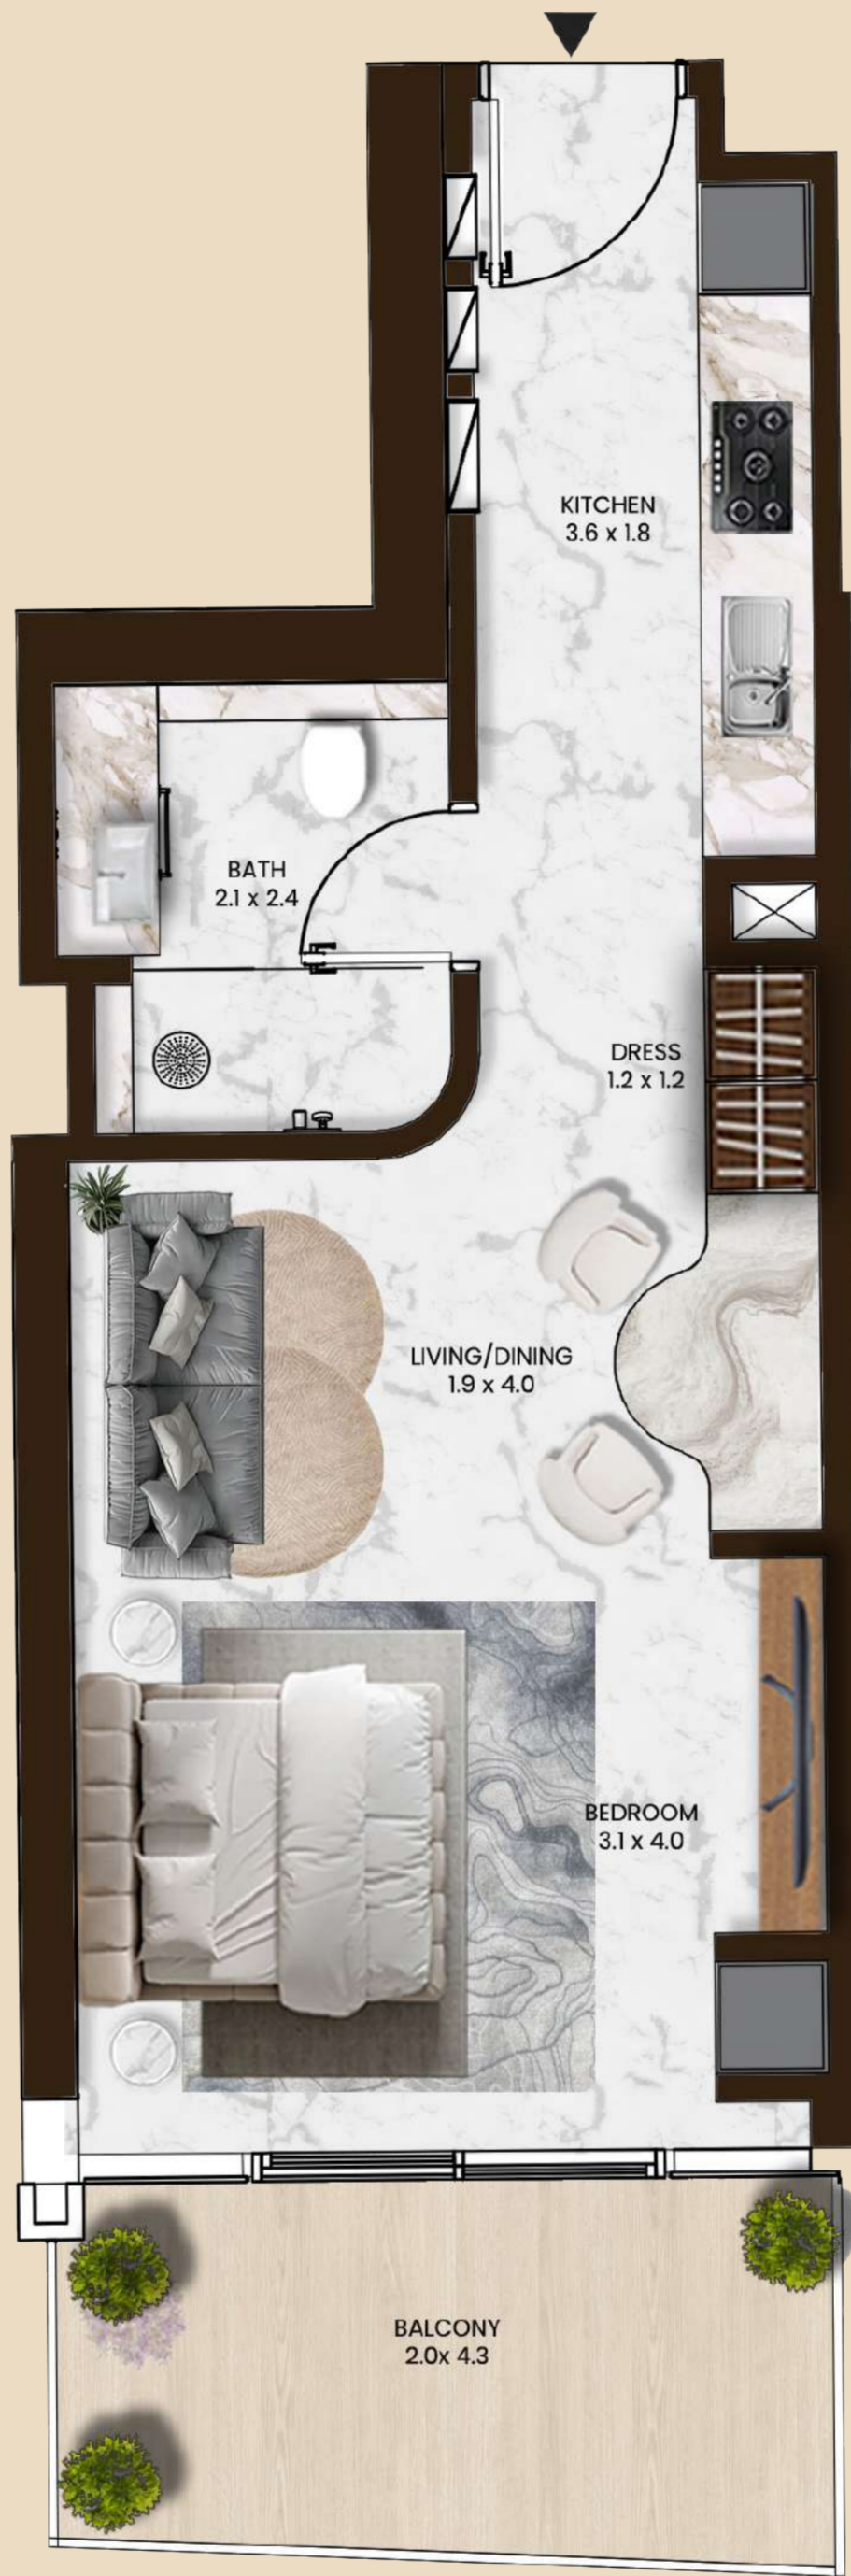 KITCHEN
3.6 x 1.8
BATH
2.1 x 2.4
DRESS
1.2 x 1.2
LIVING/DINING
1.9 x 4.0
BEDROOM
3.1 x 4.0
BALCONY
2.0x 4.3